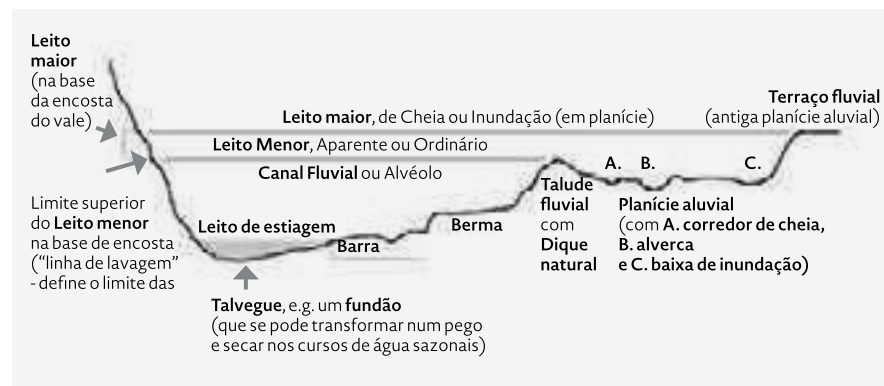 Leito
maior
(na base
da encosta
do vale)
Leito maior, de Cheia ou Inundação (em planície)
Terraço fluvial
(antiga planície aluvial)
Leito Menor, Aparente ou Ordinário
Canal Fluvial ou Alvéolo
A.
B.
C.
Limite superior
do Leito menor
na base de encosta
(“linha de lavagem”
- define o limite das
Leito de estiagem
Barra
Berma
Talude
fluvial
com
Dique
natural
Planície aluvial
(com A. corredor de cheia,
B. alverca
e C. baixa de inundação)
Talvegue, e.g. um fundão
(que se pode transformar num pego
e secar nos cursos de água sazonais)